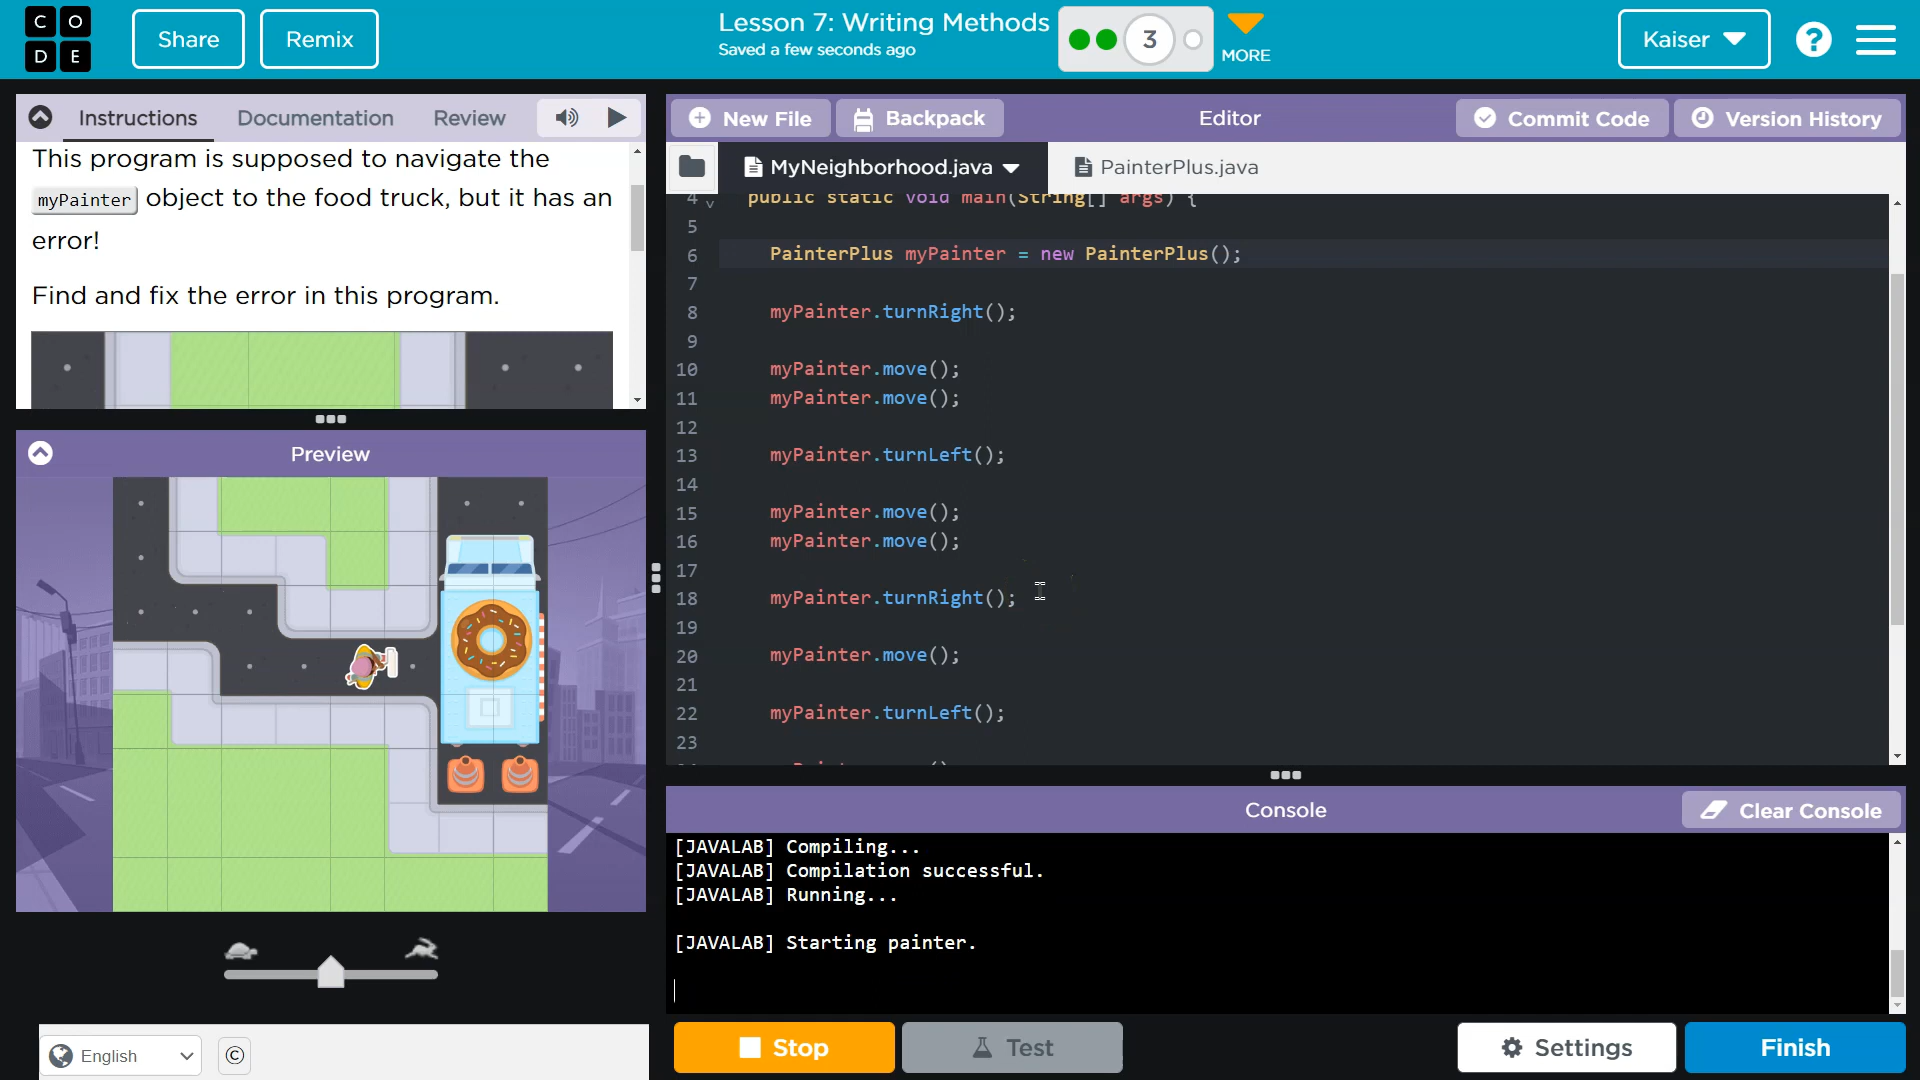 C O
D E
Share
Remix
Lesson 7: Writing Methods
Saved a few seconds ago
3
MORE
Kaiser
?
Instructions
Documentation
Review
This program is supposed to navigate the
myPainter object to the food truck, but it has an
error!
Find and fix the error in this program.
Preview
English
©
New File
Backpack
Editor
Commit Code
Version History
MyNeighborhood.java
PainterPlus.java
4 public static void main(String[] args) {
5
6 PainterPlus myPainter = new PainterPlus();
7
8 myPainter.turnRight();
9
10 myPainter.move();
11 myPainter.move();
12
13 myPainter.turnLeft();
14
15 myPainter.move();
16 myPainter.move();
17
18 myPainter.turnRight();
19
20 myPainter.move();
21
22 myPainter.turnLeft();
23
Console
Clear Console
[JAVALAB] Compiling...
[JAVALAB] Compilation successful.
[JAVALAB] Running...
[JAVALAB] Starting painter.
Stop
Test
Settings
Finish